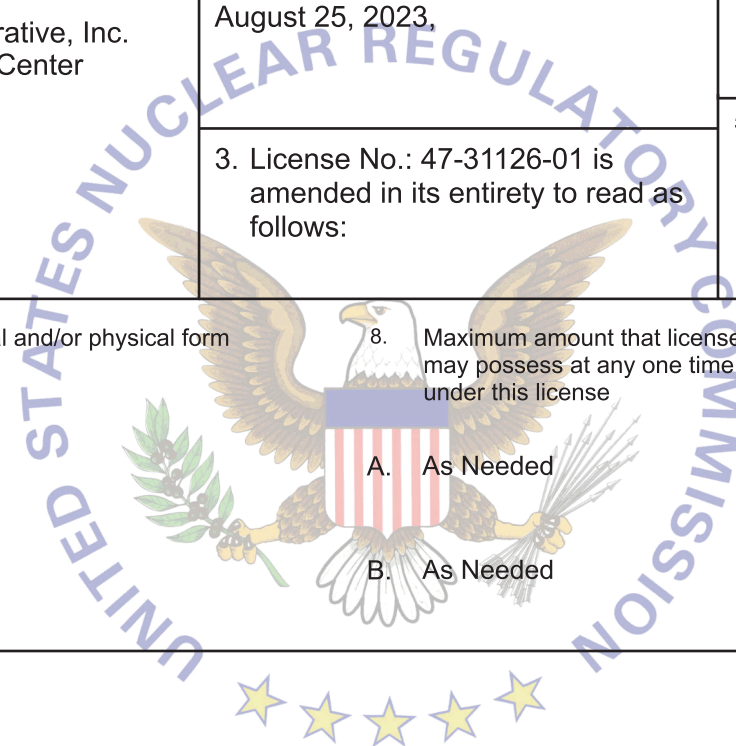 rative, Inc.
Center
August 25, 2023,
3. License No.: 47-31126-01 is
amended in its entirety to read as
follows:
l and/or physical form
8. Maximum amount that license
may possess at any one time
under this license
A. As Needed
B. As Needed
UNITED STATES NUCLEAR REGULATORY COMMISSION